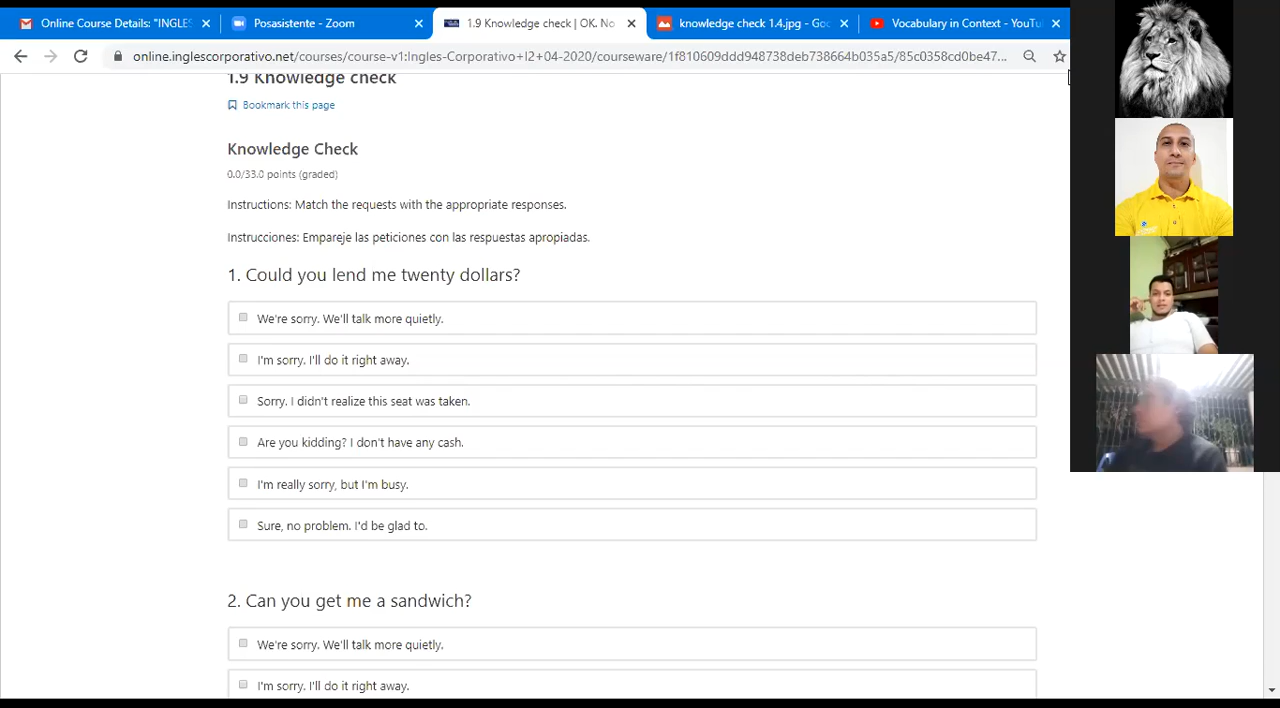 Online Course Details: "INGLES
Posasistente - Zoom
1.9 Knowledge check | OK. No
knowledge check 1.4.jpg - Goo
Vocabulary in Context - YouTu
online.inglescorporativo.net/courses/course-v1:Ingles-Corporativo+I2+04-2020/courseware/1f810609ddd948738deb738664b035a5/85c0358cd0be47...
1.9 Knowledge check
Bookmark this page
Knowledge Check
0.0/33.0 points (graded)
Instructions: Match the requests with the appropriate responses.
Instrucciones: Empareje las peticiones con las respuestas apropiadas.
1. Could you lend me twenty dollars?
We're sorry. We'll talk more quietly.
I'm sorry. I'll do it right away.
Sorry. I didn't realize this seat was taken.
Are you kidding? I don't have any cash.
I'm really sorry, but I'm busy.
Sure, no problem. I'd be glad to.
2. Can you get me a sandwich?
We're sorry. We'll talk more quietly.
I'm sorry. I'll do it right away.